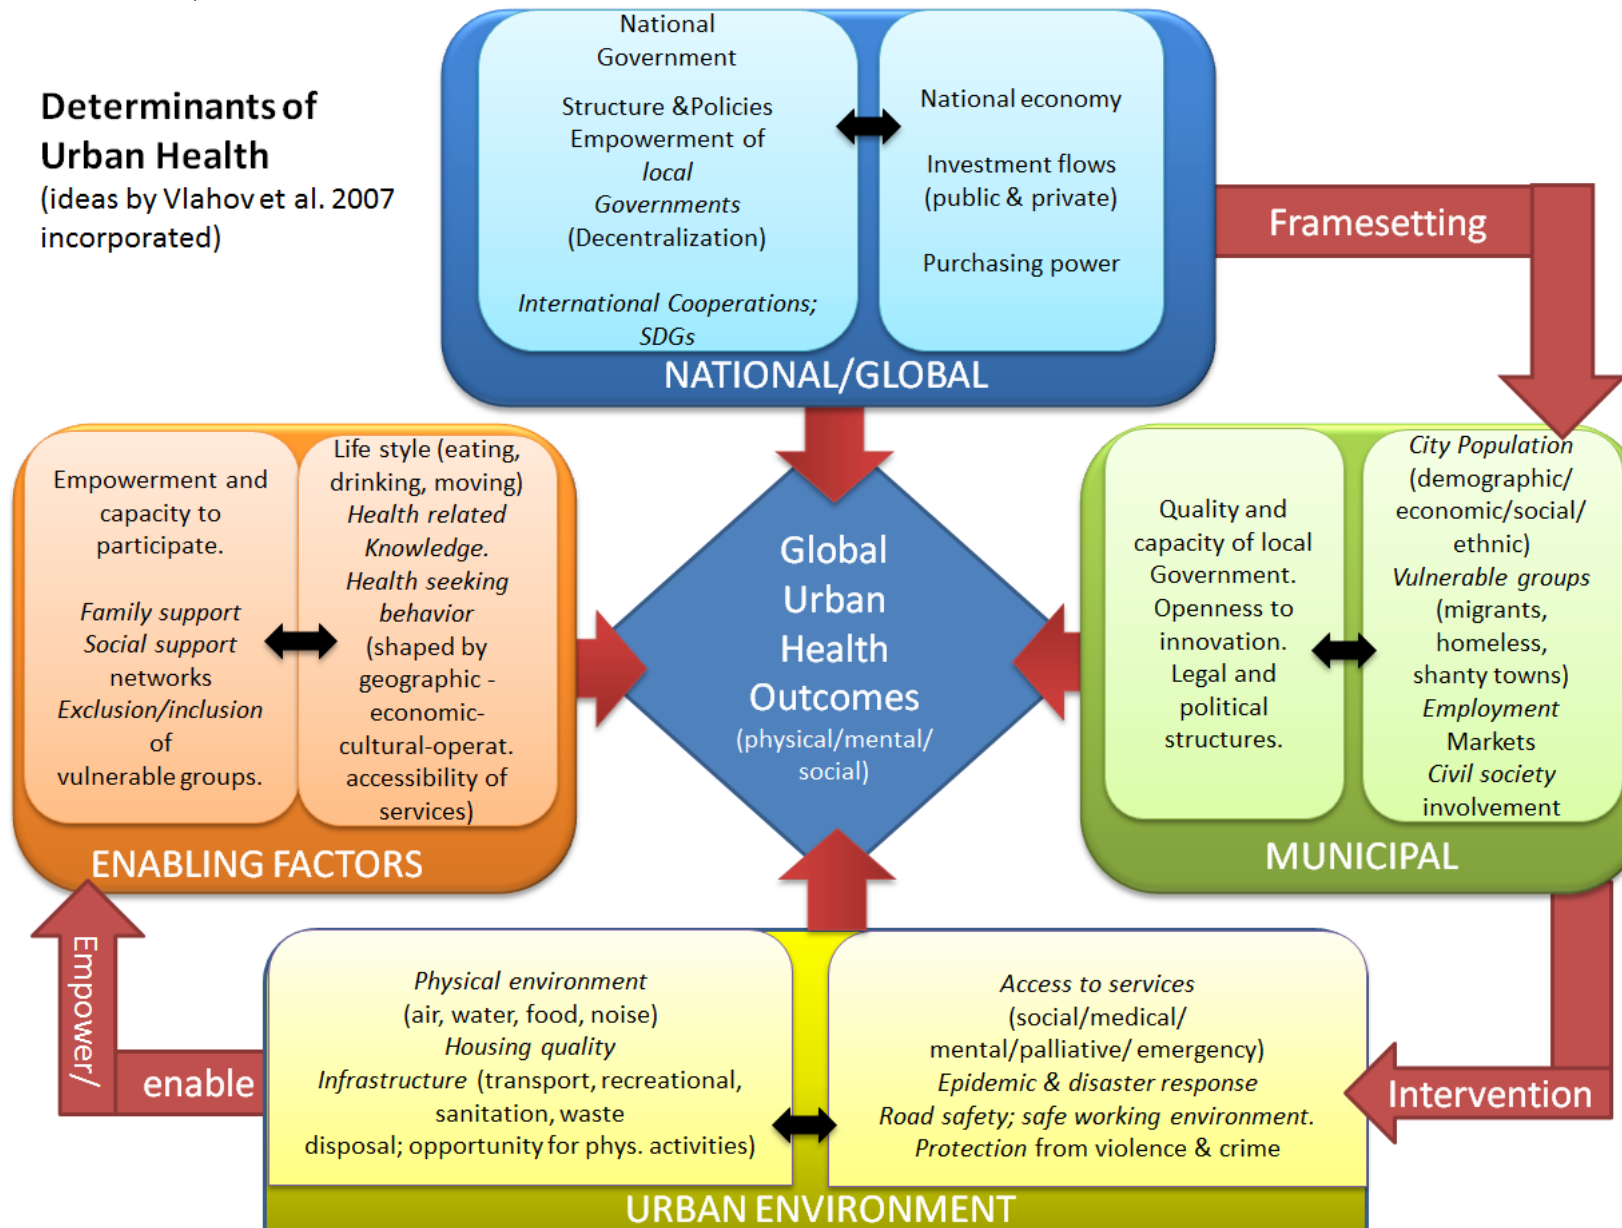 Determinants of
Urban Health
(ideas by Vlahov et al. 2007
incorporated)
National
Government
Structure &Policies
Empowerment of
local
Governments
(Decentralization)
International Cooperations;
SDGs
National economy
Investment flows
(public & private)
Purchasing power
NATIONAL/GLOBAL
Framesetting
Empowerment and
capacity to
participate.
Family support
Social support
networks
Exclusion/inclusion
of
vulnerable groups.
Life style (eating,
drinking, moving)
Health related
Knowledge.
Health seeking
behavior
(shaped by
geographic -
economic-
cultural-operat.
accessibility of
services)
ENABLING FACTORS
Global
Urban
Health
Outcomes
(physical/mental/
social)
Quality and
capacity of local
Government.
Openness to
innovation.
Legal and
political
structures.
City Population
(demographic/
economic/social/
ethnic)
Vulnerable groups
(migrants,
homeless,
shanty towns)
Employment
Markets
Civil society
involvement
MUNICIPAL
Empower/
enable
Physical environment
(air, water, food, noise)
Housing quality
Infrastructure (transport, recreational,
sanitation, waste
disposal; opportunity for phys. activities)
Access to services
(social/medical/
mental/palliative/ emergency)
Epidemic & disaster response
Road safety; safe working environment.
Protection from violence & crime
Intervention
URBAN ENVIRONMENT